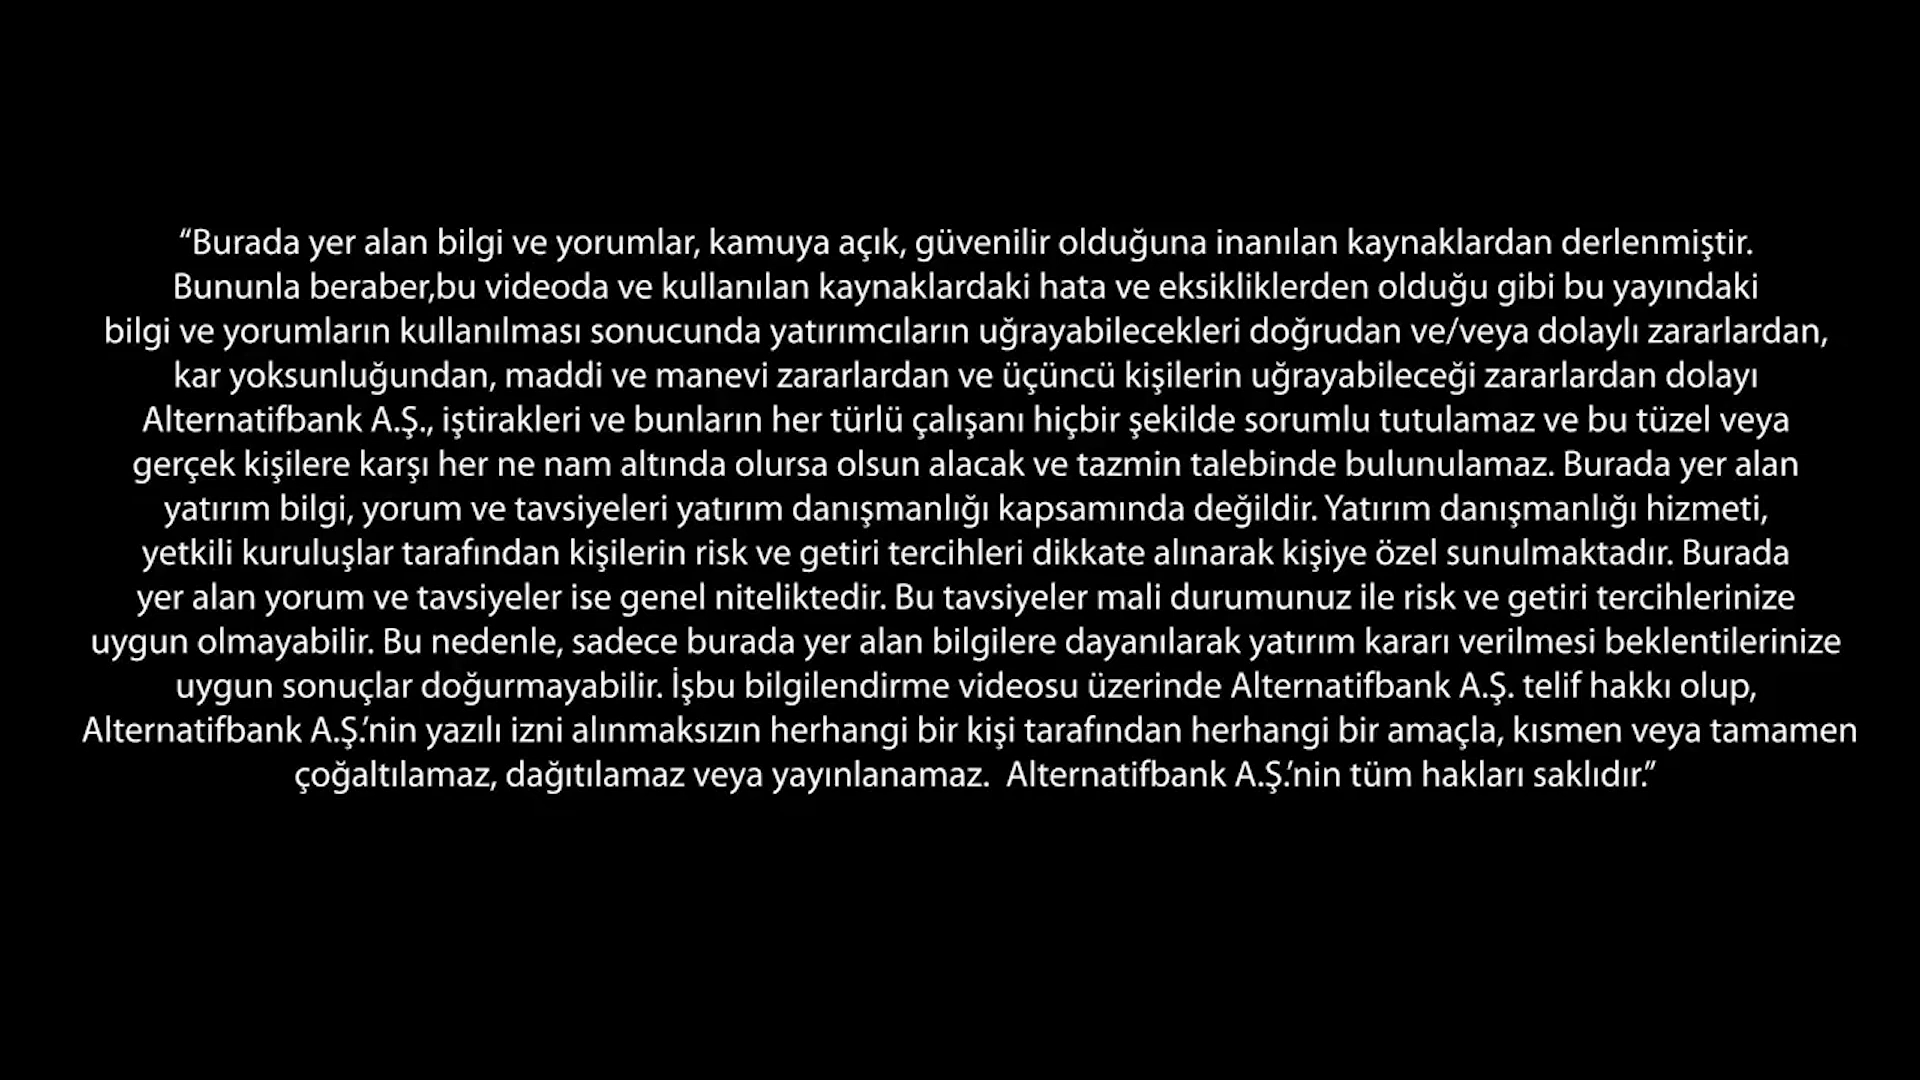 “Burada yer alan bilgi ve yorumlar, kamuya açık, güvenilir olduğuna inanılan kaynaklardan derlenmiştir.
Bununla beraber,bu videoda ve kullanılan kaynaklardaki hata ve eksikliklerden olduğu gibi bu yayındaki
bilgi ve yorumların kullanılması sonucunda yatırımcıların uğrayabilecekleri doğrudan ve/veya dolaylı zararlardan,
kar yoksunluğundan, maddi ve manevi zararlardan ve üçüncü kişilerin uğrayabileceği zararlardan dolayı
Alternatifbank A.Ş., iştirakleri ve bunların her türlü çalışanı hiçbir şekilde sorumlu tutulamaz ve bu tüzel veya
gerçek kişilere karşı her ne nam altında olursa olsun alacak ve tazmin talebinde bulunulamaz. Burada yer alan
yatırım bilgi, yorum ve tavsiyeleri yatırım danışmanlığı kapsamında değildir. Yatırım danışmanlığı hizmeti,
yetkili kuruluşlar tarafından kişilerin risk ve getiri tercihleri dikkate alınarak kişiye özel sunulmaktadır. Burada
yer alan yorum ve tavsiyeler ise genel niteliktedir. Bu tavsiyeler mali durumunuz ile risk ve getiri tercihlerinize
uygun olmayabilir. Bu nedenle, sadece burada yer alan bilgilere dayanılarak yatırım kararı verilmesi beklentilerinize
uygun sonuçlar doğurmayabilir. İşbu bilgilendirme videosu üzerinde Alternatifbank A.Ş. telif hakkı olup,
Alternatifbank A.Ş.’nin yazılı izni alınmaksızın herhangi bir kişi tarafından herhangi bir amaçla, kısmen veya tamamen
çoğaltılamaz, dağıtılamaz veya yayınlanamaz.  Alternatifbank A.Ş.’nin tüm hakları saklıdır.”